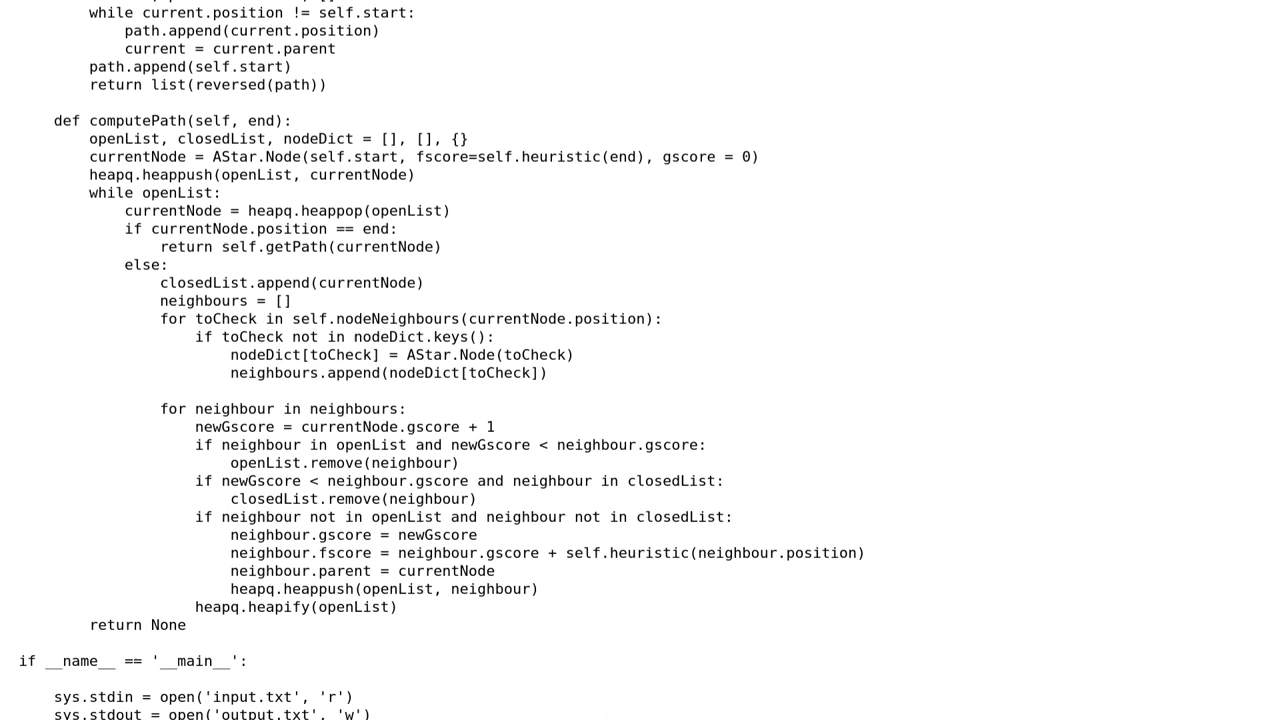 while current.position != self.start:
path.append(current.position)
current = current.parent
path.append(self.start)
return list(reversed(path))
def computePath(self, end):
openList, closedList, nodeDict = [], [], {}
currentNode = AStar.Node(self.start, fscore=self.heuristic(end), gscore = 0)
heapq.heappush(openList, currentNode)
while openList:
currentNode = heapq.heappop(openList)
if currentNode.position == end:
return self.getPath(currentNode)
else:
closedList.append(currentNode)
neighbours = []
for toCheck in self.nodeNeighbours(currentNode.position):
if toCheck not in nodeDict.keys():
nodeDict[toCheck] = AStar.Node(toCheck)
neighbours.append(nodeDict[toCheck])
for neighbour in neighbours:
newGscore = currentNode.gscore + 1
if neighbour in openList and newGscore < neighbour.gscore:
openList.remove(neighbour)
if newGscore < neighbour.gscore and neighbour in closedList:
closedList.remove(neighbour)
if neighbour not in openList and neighbour not in closedList:
neighbour.gscore = newGscore
neighbour.fscore = neighbour.gscore + self.heuristic(neighbour.position)
neighbour.parent = currentNode
heapq.heappush(openList, neighbour)
heapq.heapify(openList)
return None
if __name__ == '__main__':
sys.stdin = open('input.txt', 'r')
sys.stdout = open('output.txt', 'w')